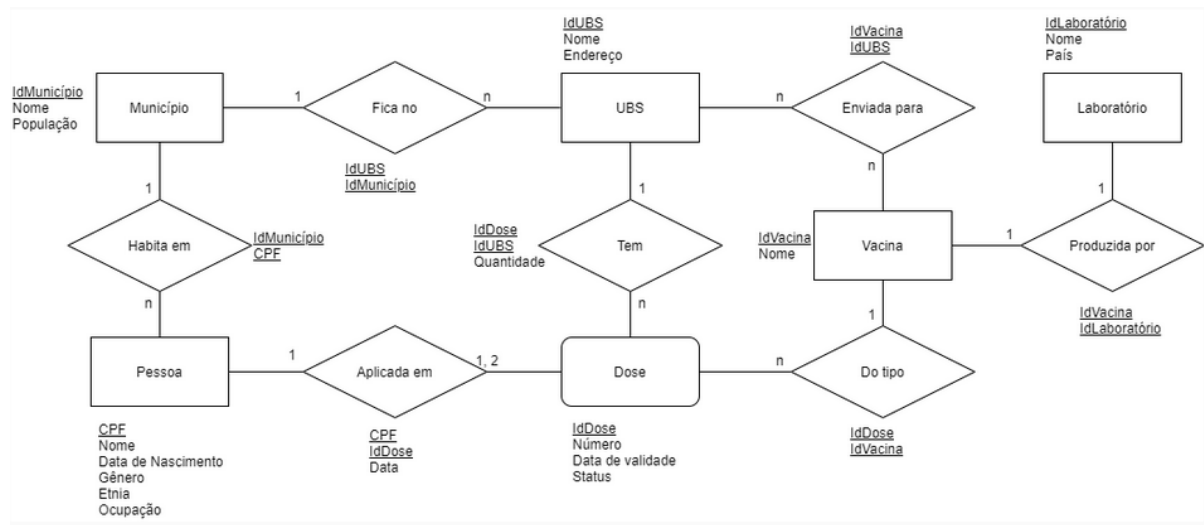 IdUBS
Nome
Endereço
IdVacina
IdUBS
IdLaboratório
Nome
País
IdMunicípio
Nome
População
Município
1
Fica no
n
UBS
n
Enviada para
Laboratório
IdUBS
IdMunicípio
n
1
1
1
Habita em
IdMunicípio
CPF
IdDose
IdUBS
Quantidade
Tem
IdVacina
Nome
Vacina
1
Produzida por
n
n
1
IdVacina
IdLaboratório
Pessoa
1
Aplicada em
1, 2
Dose
n
Do tipo
CPF
Nome
Data de Nascimento
Gênero
Etnia
Ocupação
CPF
IdDose
Data
IdDose
Número
Data de validade
Status
IdDose
IdVacina